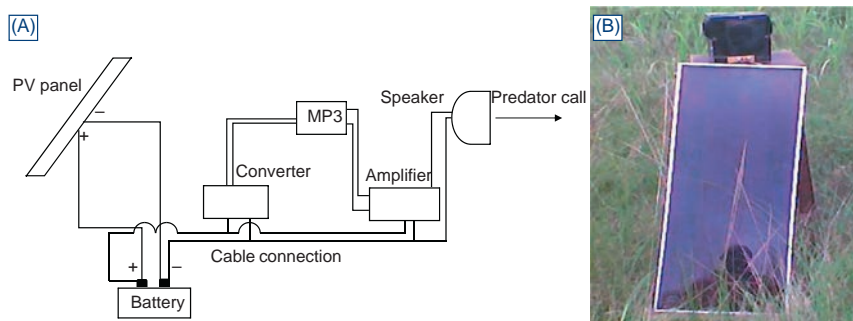 (A)
PV panel
–
+
Converter
MP3
Amplifier
Speaker
Predator call
Cable connection
+
–
Battery
(B)